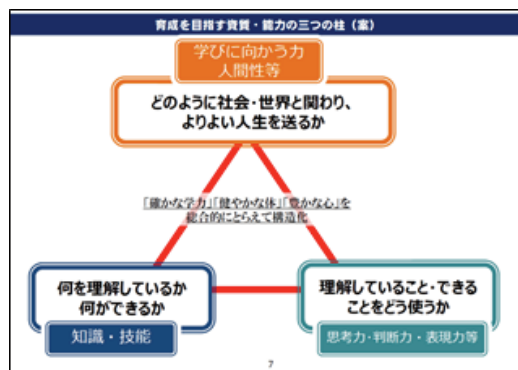 育成を目指す資質・能力の三つの柱（案）
学びに向かう力
人間性等
どのように社会・世界と関わり、
よりよい人生を送るか
「確かな学力」「健やかな体」「豊かな心」を
総合的にとらえて構造化
何を理解しているか
何ができるか
知識・技能
理解していること・できる
ことをどう使うか
思考力・判断力・表現力等
7